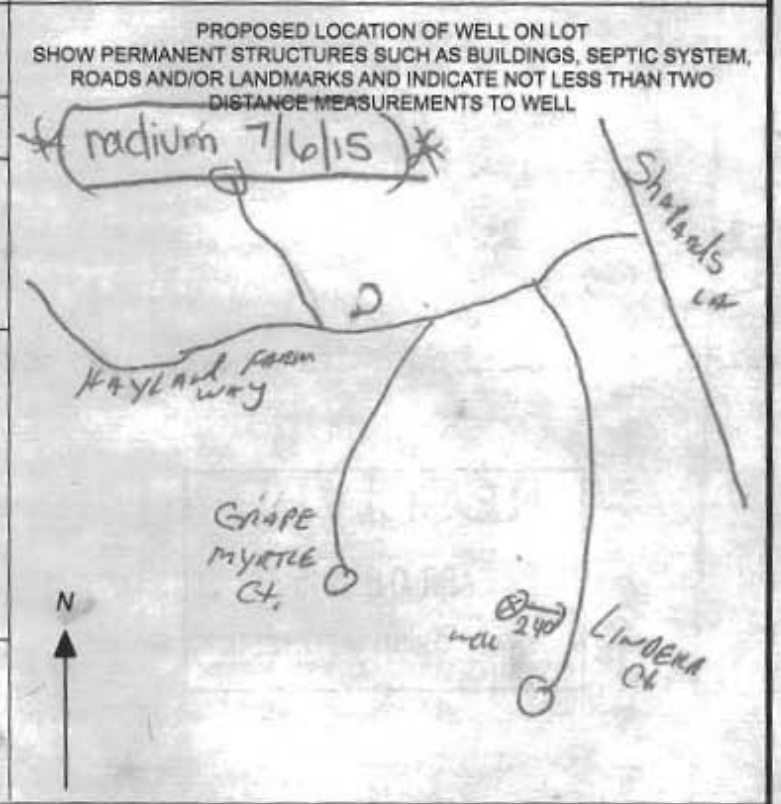 PROPOSED LOCATION OF WELL ON LOT
SHOW PERMANENT STRUCTURES SUCH AS BUILDINGS, SEPTIC SYSTEM,
ROADS AND/OR LANDMARKS AND INDICATE NOT LESS THAN TWO
DISTANCE MEASUREMENTS TO WELL
*(radium 7/6/15)*
Shepards
LA
HAYLAND FARM
WAY
GRAPE
MYRTLE
Ct.
N
well
240
LINDERA
Ct.